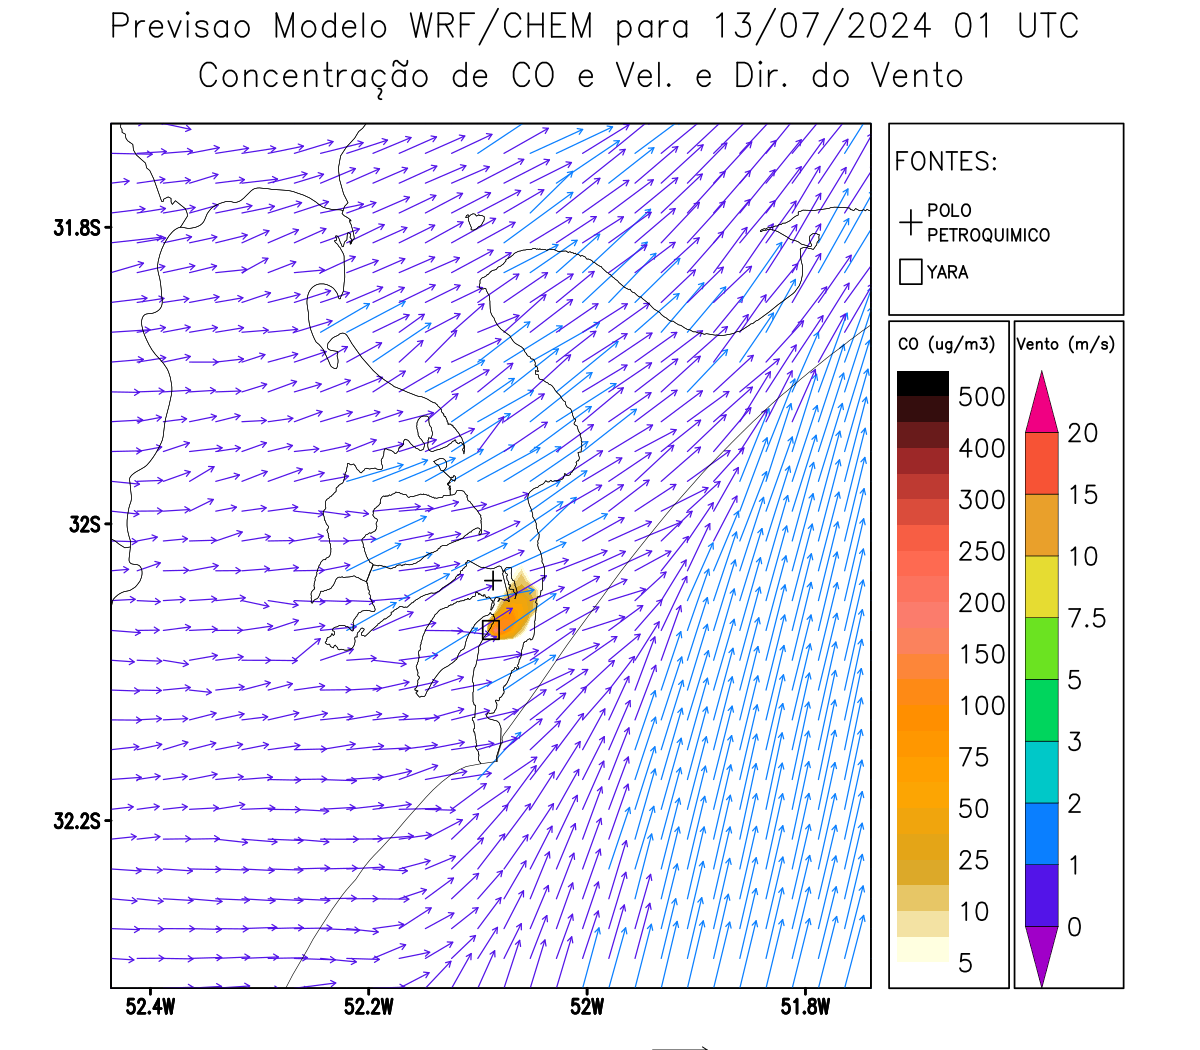 Previsao Modelo WRF/CHEM para 13/07/2024 01 UTC
Concentração de CO e Vel. e Dir. do Vento
FONTES:
POLO
PETROQUIMICO
YARA
CO (ug/m3)
500
400
300
250
200
150
100
75
50
25
10
5
Vento (m/s)
20
15
10
7.5
5
3
2
1
0
31.8S
32S
32.2S
52.4W
52.2W
52W
51.8W